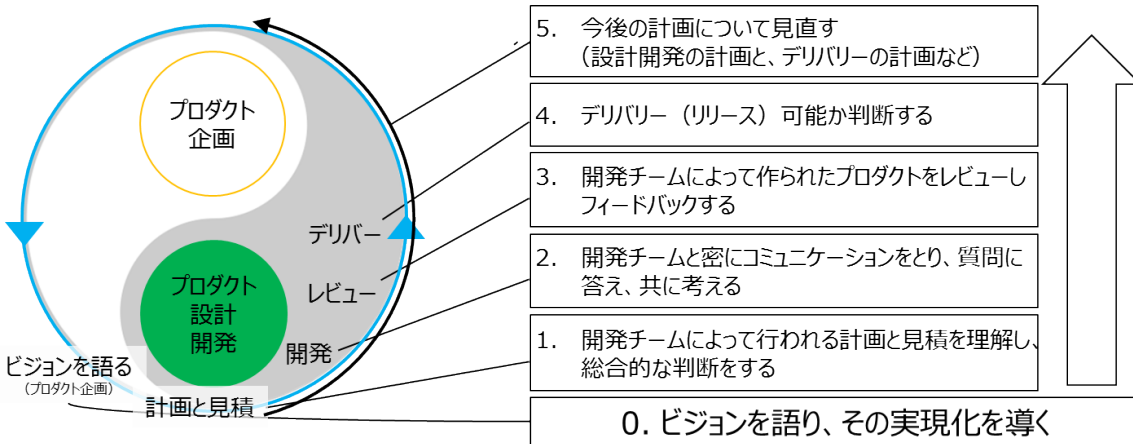 プロダクト
企画
デリバー
レビュー
プロダクト
設計
開発
開発
ビジョンを語る
(プロダクト企画)
計画と見積
5. 今後の計画について見直す
(設計開発の計画と、デリバリーの計画など)
4. デリバリー（リリース）可能か判断する
3. 開発チームによって作られたプロダクトをレビューし
フィードバックする
2. 開発チームと密にコミュニケーションをとり、質問に
答え、共に考える
1. 開発チームによって行われる計画と見積を理解し、
総合的な判断をする
0. ビジョンを語り、その実現化を導く